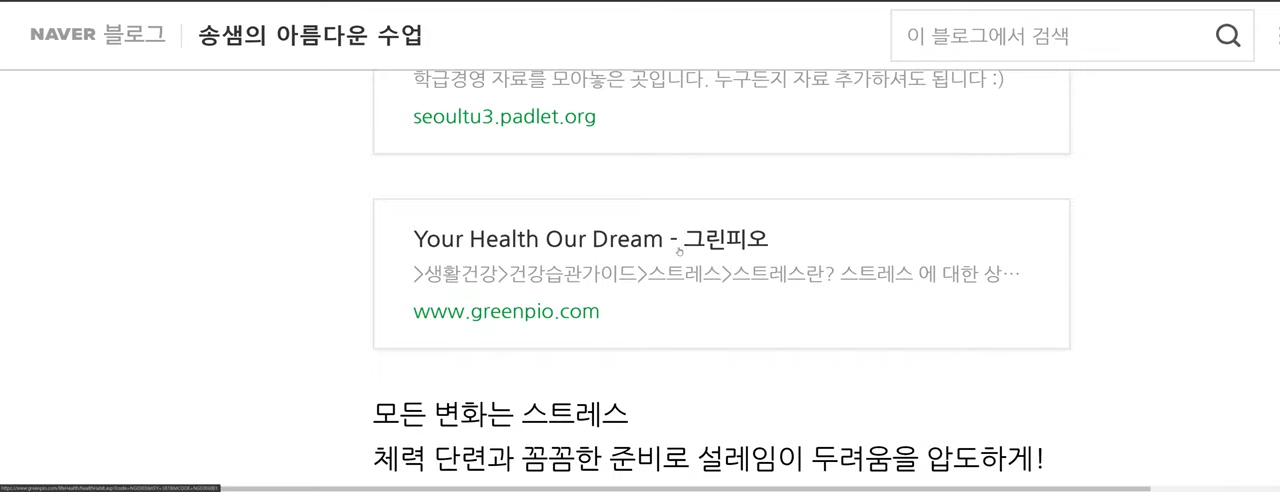 NAVER 블로그 송샘의 아름다운 수업 이 블로그에서 검색
학급경영 자료를 모아놓은 곳입니다. 누구든지 자료 추가하셔도 됩니다 :)
seoultu3.padlet.org
Your Health Our Dream - 그린피오
>생활건강>건강습관가이드>스트레스>스트레스란? 스트레스 에 대한 상…
www.greenpio.com
모든 변화는 스트레스
체력 단련과 꼼꼼한 준비로 설레임이 두려움을 압도하게!